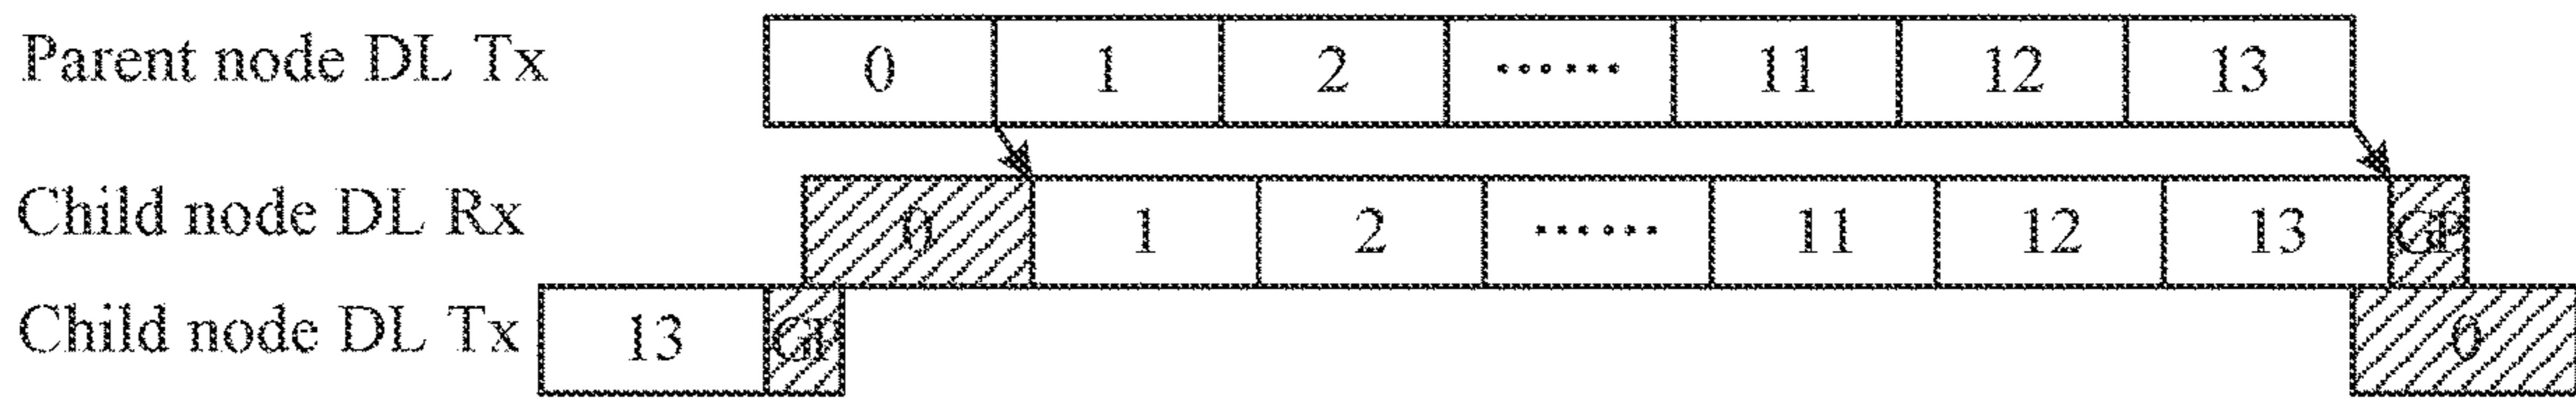 Parent node DL Tx 0 1 2 ······ 11 12 13
Child node DL Rx 0 1 2 ······ 11 12 13 GP
Child node DL Tx 13 GP 0